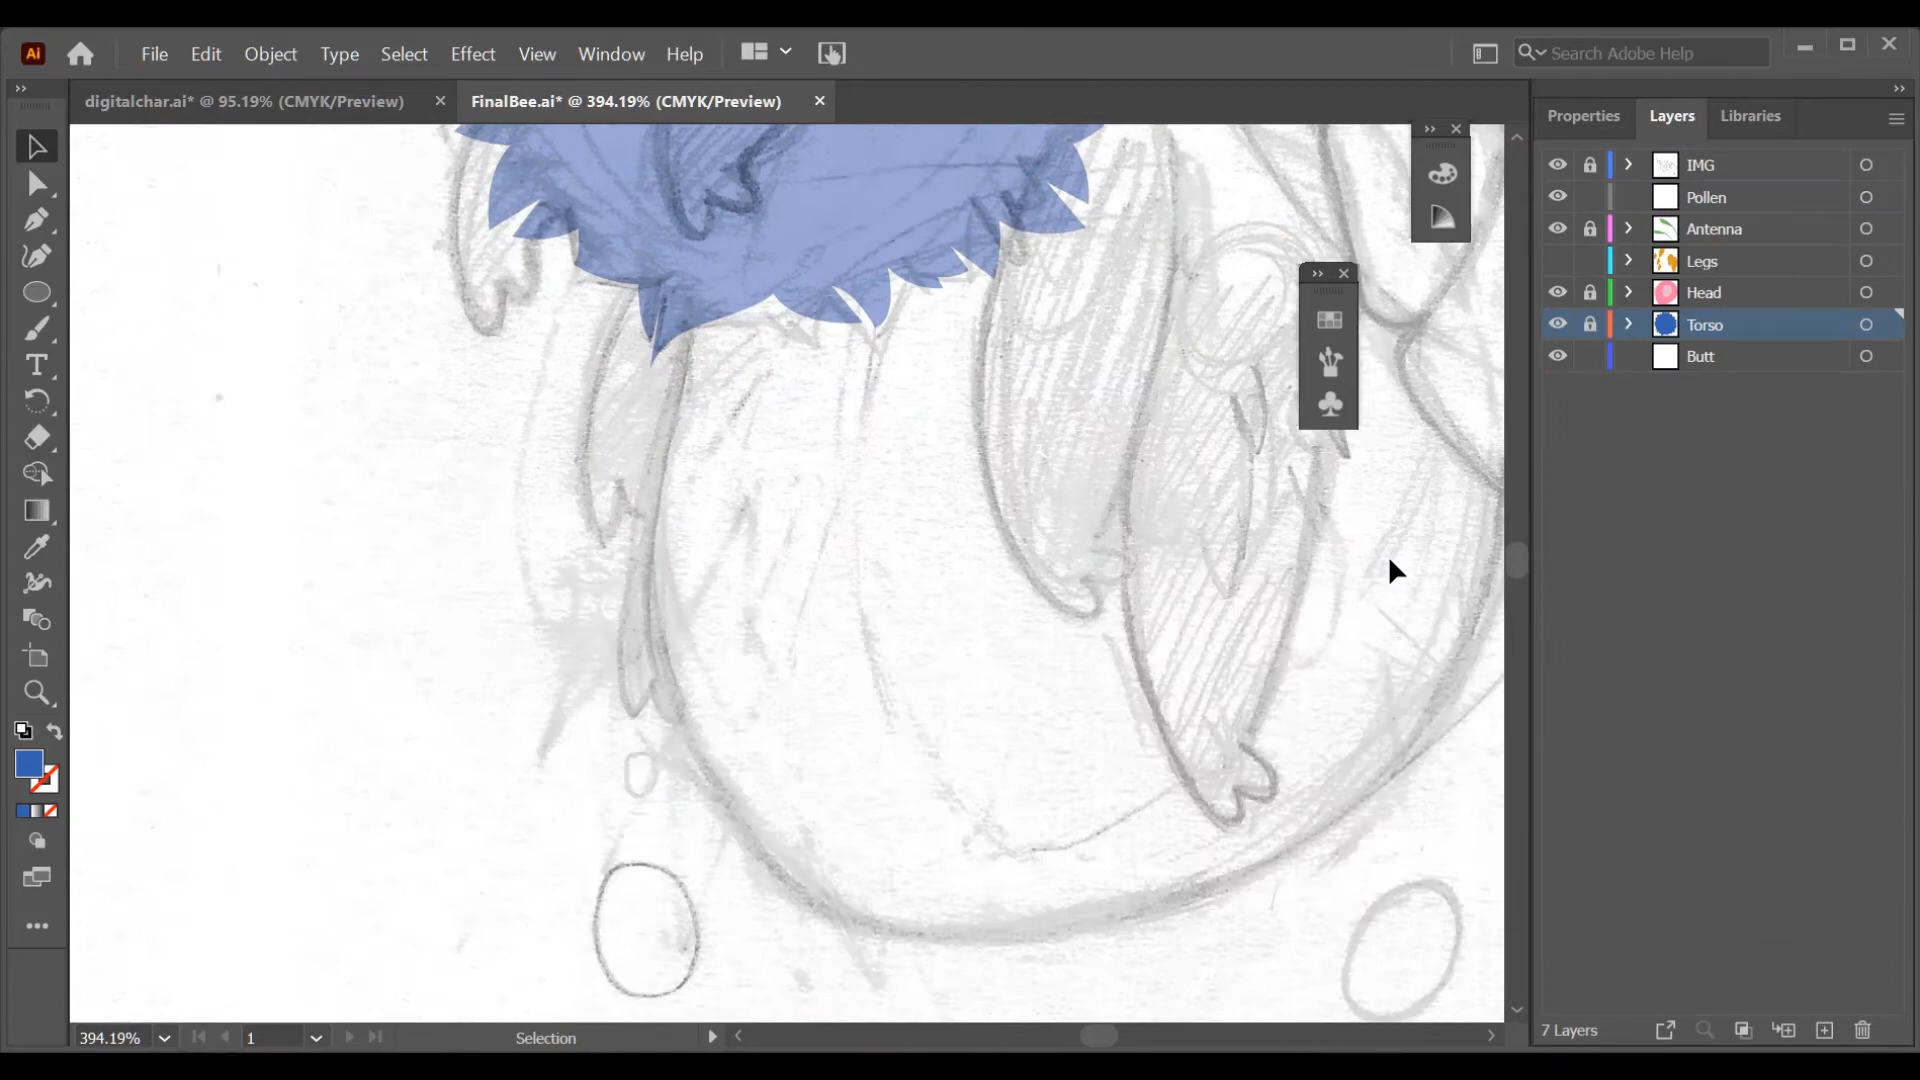 Ai File Edit Object Type Select Effect View Window Help Search Adobe Help
digitalchar.ai* @ 95.19% (CMYK/Preview) FinalBee.ai* @ 394.19% (CMYK/Preview)
Properties Layers Libraries
IMG
Pollen
Antenna
Legs
Head
Torso
Butt
394.19% 1 Selection
7 Layers